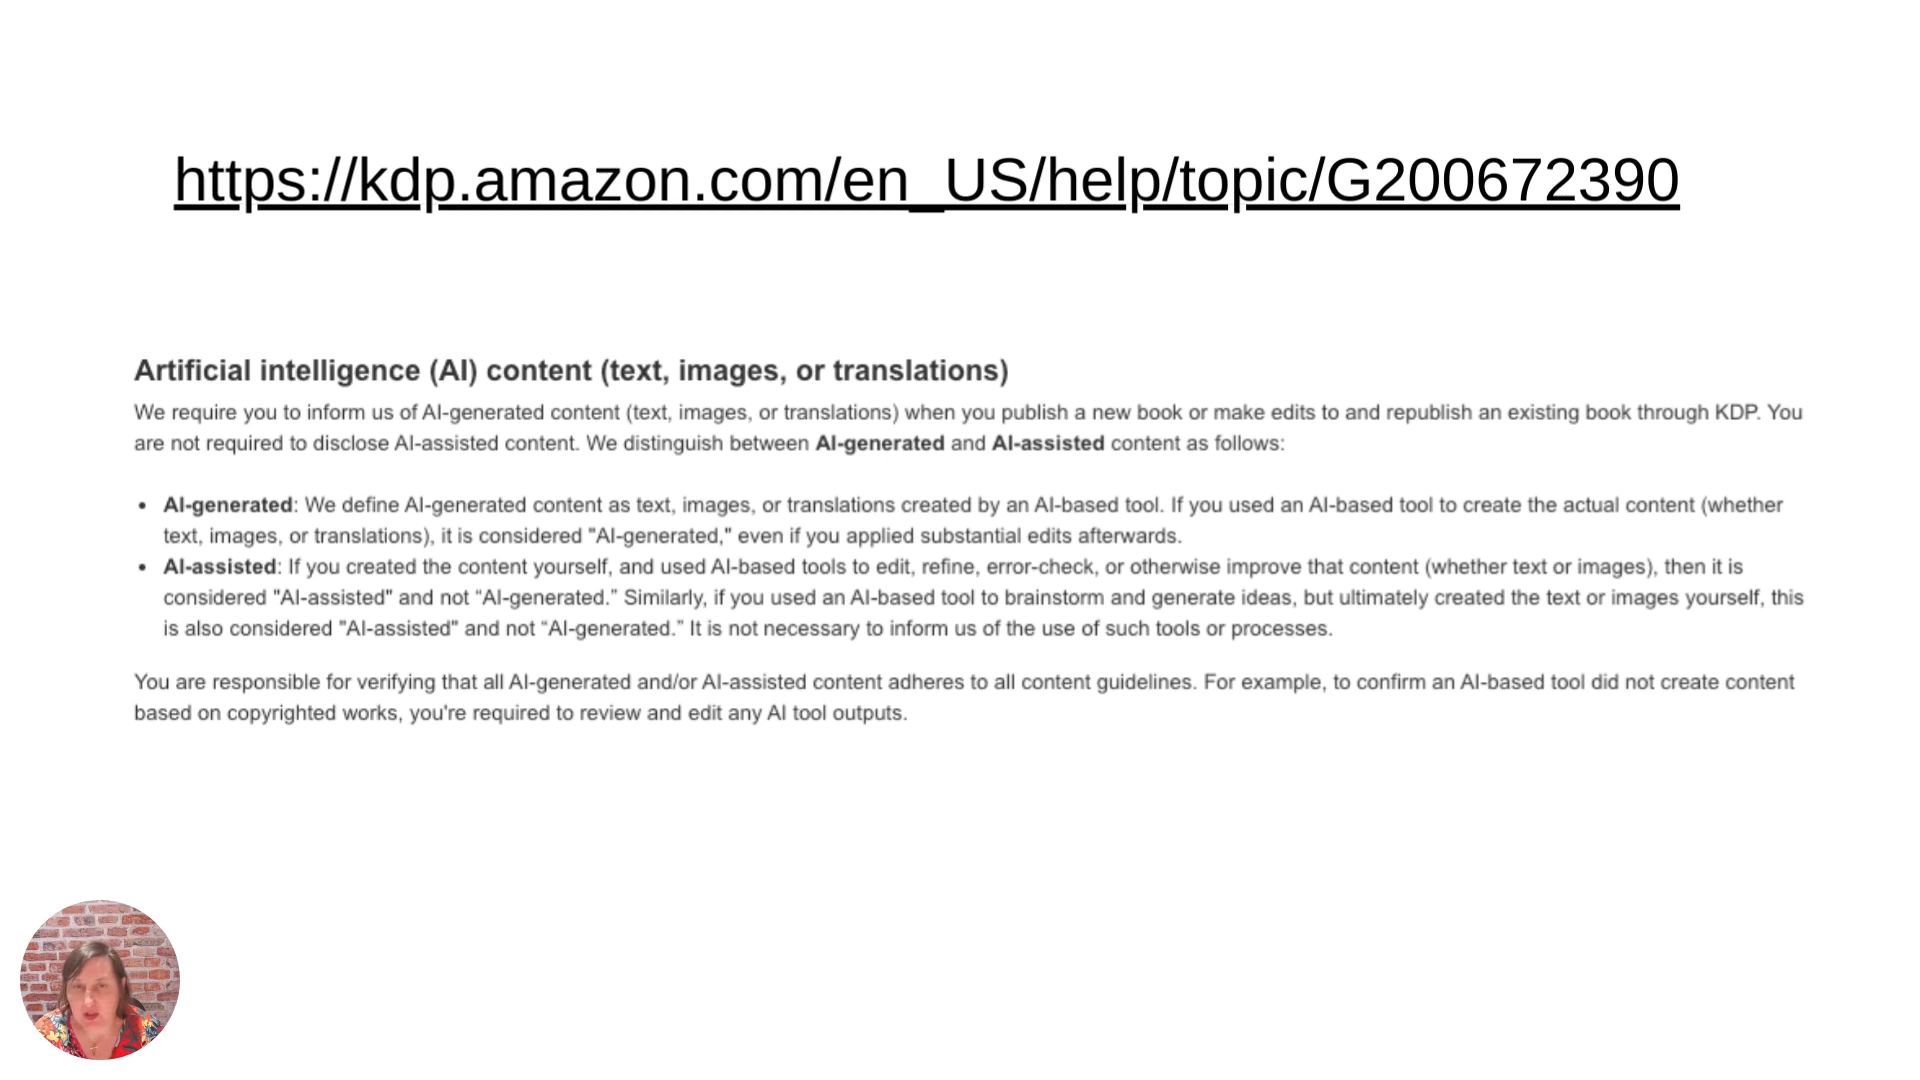 https://kdp.amazon.com/en_US/help/topic/G200672390
Artificial intelligence (AI) content (text, images, or translations)
We require you to inform us of AI-generated content (text, images, or translations) when you publish a new book or make edits to and republish an existing book through KDP. You
are not required to disclose AI-assisted content. We distinguish between AI-generated and AI-assisted content as follows:
• AI-generated: We define AI-generated content as text, images, or translations created by an AI-based tool. If you used an AI-based tool to create the actual content (whether
text, images, or translations), it is considered "AI-generated," even if you applied substantial edits afterwards.
• AI-assisted: If you created the content yourself, and used AI-based tools to edit, refine, error-check, or otherwise improve that content (whether text or images), then it is
considered "AI-assisted" and not “AI-generated.” Similarly, if you used an AI-based tool to brainstorm and generate ideas, but ultimately created the text or images yourself, this
is also considered "AI-assisted" and not “AI-generated.” It is not necessary to inform us of the use of such tools or processes.
You are responsible for verifying that all AI-generated and/or AI-assisted content adheres to all content guidelines. For example, to confirm an AI-based tool did not create content
based on copyrighted works, you're required to review and edit any AI tool outputs.